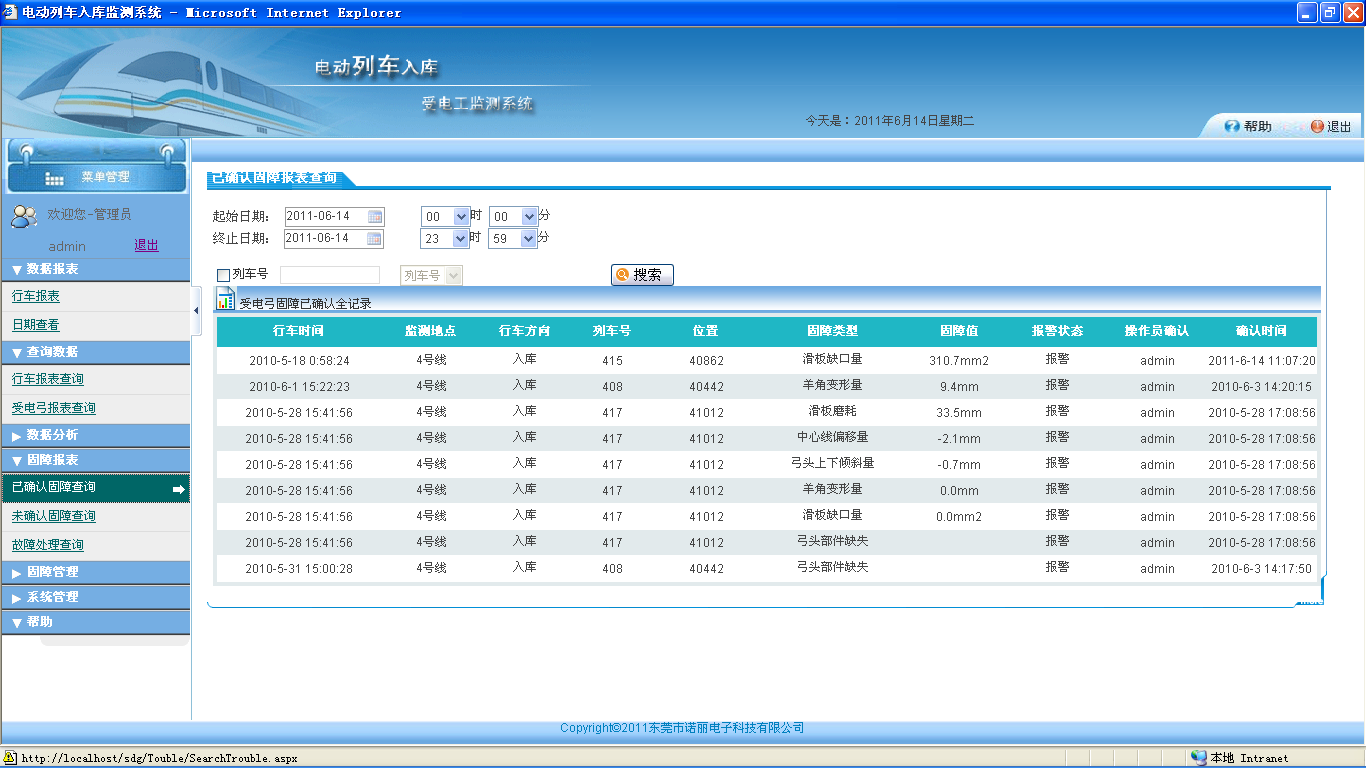 电动列车入库监测系统 - Microsoft Internet Explorer
电动列车入库
受电工监测系统
今天是：2011年6月14日星期二
帮助
退出
菜单管理
欢迎您-管理员
admin 退出
数据报表
行车报表
日期查看
查询数据
行车报表查询
受电弓报表查询
数据分析
固障报表
已确认固障查询
未确认固障查询
故障处理查询
固障管理
系统管理
帮助
已确认固障报表查询
起始日期： 2011-06-14 00 时 00 分
终止日期： 2011-06-14 23 时 59 分
列车号 列车号 搜索
受电弓固障已确认全记录
行车时间 监测地点 行车方向 列车号 位置 固障类型 固障值 报警状态 操作员确认 确认时间
2010-5-18 0:58:24 4号线 入库 415 40862 滑板缺口量 310.7mm2 报警 admin 2011-6-14 11:07:20
2010-6-1 15:22:23 4号线 入库 408 40442 羊角变形量 9.4mm 报警 admin 2010-6-3 14:20:15
2010-5-28 15:41:56 4号线 入库 417 41012 滑板磨耗 33.5mm 报警 admin 2010-5-28 17:08:56
2010-5-28 15:41:56 4号线 入库 417 41012 中心线偏移量 -2.1mm 报警 admin 2010-5-28 17:08:56
2010-5-28 15:41:56 4号线 入库 417 41012 弓头上下倾斜量 -0.7mm 报警 admin 2010-5-28 17:08:56
2010-5-28 15:41:56 4号线 入库 417 41012 羊角变形量 0.0mm 报警 admin 2010-5-28 17:08:56
2010-5-28 15:41:56 4号线 入库 417 41012 滑板缺口量 0.0mm2 报警 admin 2010-5-28 17:08:56
2010-5-28 15:41:56 4号线 入库 417 41012 弓头部件缺失 报警 admin 2010-5-28 17:08:56
2010-5-31 15:00:28 4号线 入库 408 40442 弓头部件缺失 报警 admin 2010-6-3 14:17:50
Copyright©2011东莞市诺丽电子科技有限公司
http://localhost/sdg/Touble/SearchTrouble.aspx
本地 Intranet